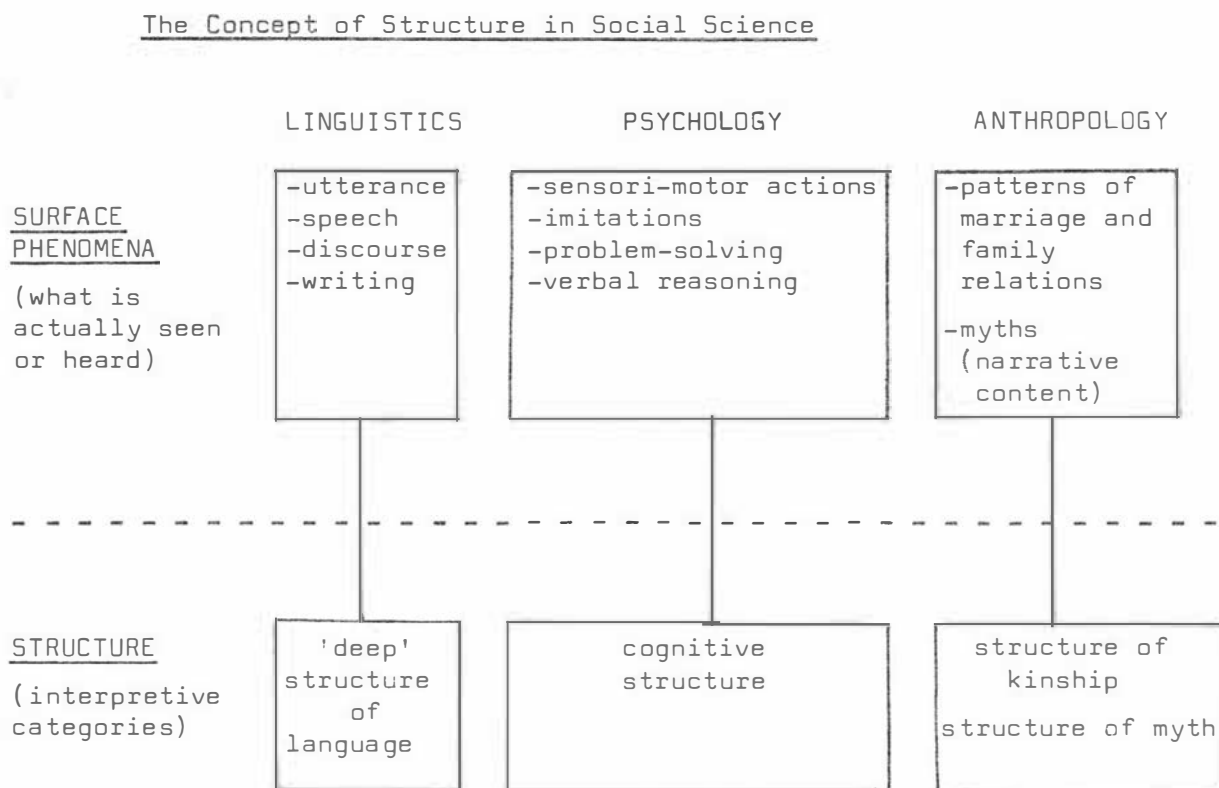 The Concept of Structure in Social Science
LINGUISTICS
PSYCHOLOGY
ANTHROPOLOGY
SURFACE
PHENOMENA
(what is
actually seen
or heard)
-utterance
-speech
-discourse
-writing
-sensori-motor actions
-imitations
-problem-solving
-verbal reasoning
-patterns of
marriage and
family
relations
-myths
(narrative
content)
STRUCTURE
(interpretive
categories)
'deep'
structure
of
language
cognitive
structure
structure of
kinship
structure of myth